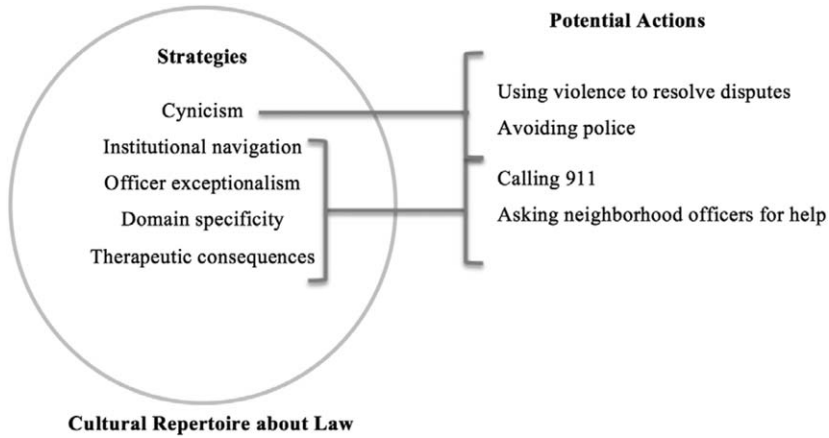 Potential Actions
Strategies
Cynicism
Institutional navigation
Officer exceptionalism
Domain specificity
Therapeutic consequences
Using violence to resolve disputes
Avoiding police
Calling 911
Asking neighborhood officers for help
Cultural Repertoire about Law